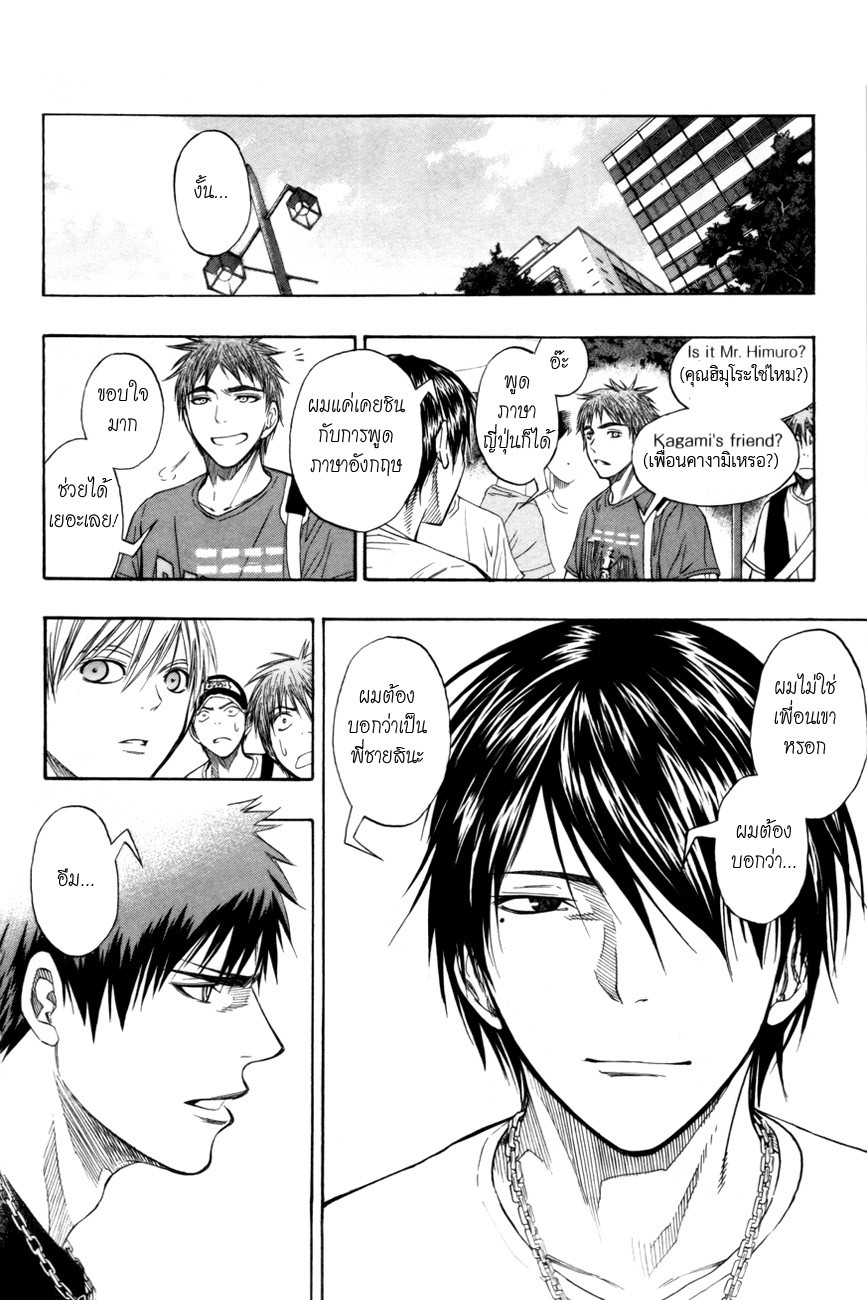 งั้น...
Is it Mr. Himuro?
(คุณฮิมุโระใช่ไหม?)
Kagami's friend?
(เพื่อนคางามิเหรอ?)
อ๊ะ
พูด
ภาษา
ญี่ปุ่นก็ได้
ผมแค่เคยชิน
กับการพูด
ภาษาอังกฤษ
ขอบใจ
มาก
ช่วยได้
เยอะเลย!
ผมไม่ใช่
เพื่อนเขา
หรอก
ผมต้อง
บอกว่า...
ผมต้อง
บอกว่าเป็น
พี่ชายสินะ
อืม...